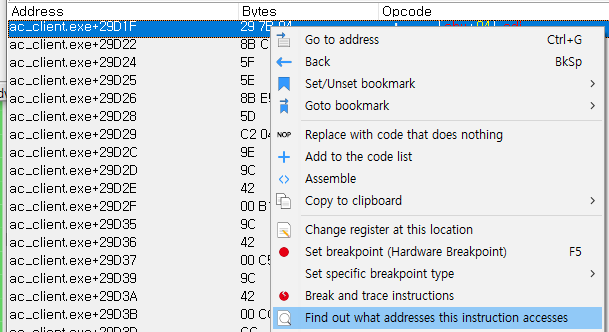 Address Bytes Opcode
ac_client.exe+29D1F 29 7B 04
ac_client.exe+29D22 8B C
ac_client.exe+29D24 5F
ac_client.exe+29D25 5E
ac_client.exe+29D26 8B E5
ac_client.exe+29D28 5D
ac_client.exe+29D29 C2 04
ac_client.exe+29D2C 9E
ac_client.exe+29D2D 9C
ac_client.exe+29D2E 42
ac_client.exe+29D2F 00 B
ac_client.exe+29D35 9C
ac_client.exe+29D36 42
ac_client.exe+29D37 00 C5
ac_client.exe+29D39 9C
ac_client.exe+29D3A 42
ac_client.exe+29D3B 00 C
ac_client.exe+29D3D CC
Go to address Ctrl+G
Back BkSp
Set/Unset bookmark
Goto bookmark
NOP Replace with code that does nothing
Add to the code list
Assemble
Copy to clipboard
Change register at this location
Set breakpoint (Hardware Breakpoint) F5
Set specific breakpoint type
Break and trace instructions
Find out what addresses this instruction accesses